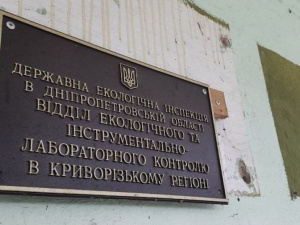 ДЕРЖАВНА ЕКОЛОГІЧНА ІНСПЕКЦІЯ
В ДНІПРОПЕТРОВСЬКІЙ ОБЛАСТІ
ВІДДІЛ ЕКОЛОГІЧНОГО ТА
ІНСТРУМЕНТАЛЬНО-
ЛАБОРАТОРНОГО КОНТРОЛЮ
В КРИВОРІЗЬКОМУ РЕГІОНІ